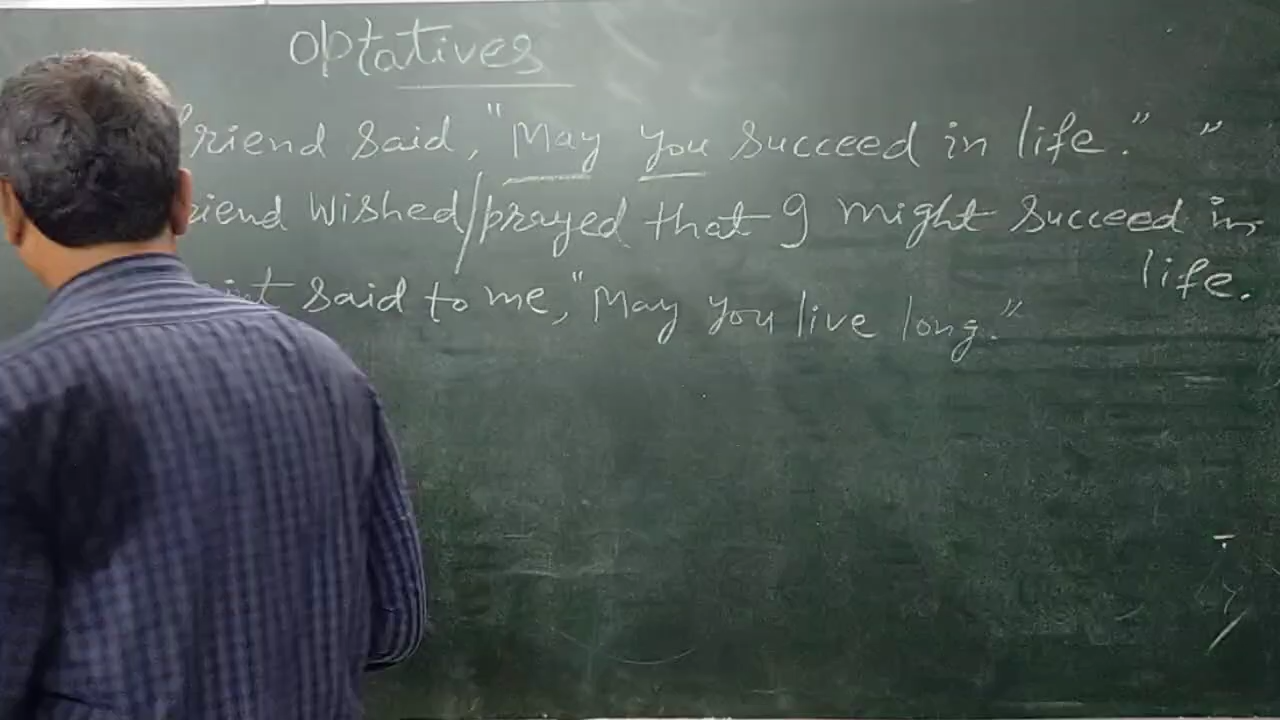 Optatives
friend said, "May you succeed in life." "
riend wished/prayed that I might succeed in
life.
said to me, "May you live long."